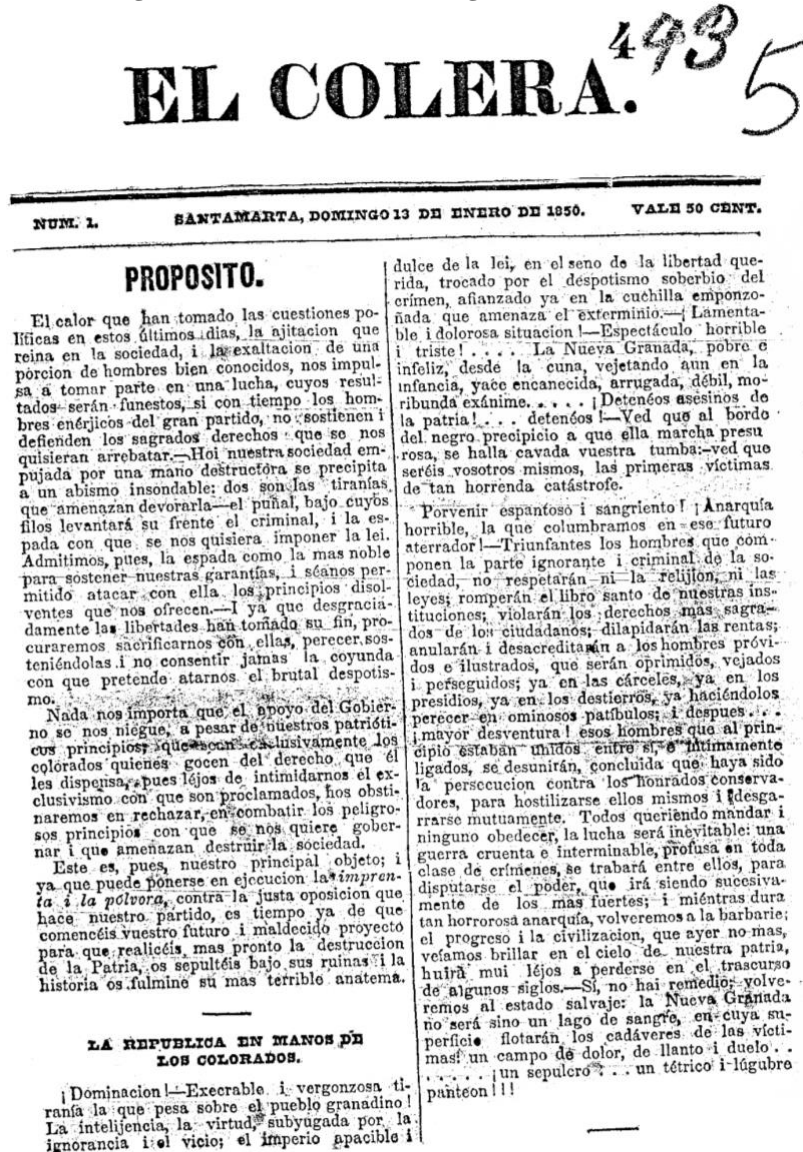 4 493 5
EL COLERA.
NUM. 1. SANTAMARTA, DOMINGO 13 DE ENERO DE 1850. VALE 50 CENT.
PROPOSITO.
El calor que han tomado las cuestiones po-
líticas en estos últimos dias, la ajitacion que
reina en la sociedad, i la exaltacion de una
porcion de hombres bien conocidos, nos impul-
sa a tomar parte en una lucha, cuyos resul-
tados serán funestos, si con tiempo los hom-
bres enérjicos del gran partido, no sostienen i
defienden los sagrados derechos que se nos
quisieran arrebatar.—Hoi nuestra sociedad em-
pujada por una mano destructora se precipita
a un abismo insondable: dos son las tiranías
que amenazan devorarla—el puñal, bajo cuyos
filos levantará su frente el criminal, i la es-
pada con que se nos quisiera imponer la lei.
Admitimos, pues, la espada como la mas noble
para sostener nuestras garantías, i séanos per-
mitido atacar con ella los principios disol-
ventes que nos ofrecen.—I ya que desgracia-
damente las libertades han tomado su fin, pro-
curaremos sacrificarnos con ellas, perecer sos-
teniéndolas i no consentir jamas la coyunda
con que pretende atarnos el brutal despotis-
mo.
Nada nos importa que el apoyo del Gobier-
no se nos niegue, a pesar de nuestros patrióti-
cos principios; que sean exclusivamente los
colorados quienes gocen del derecho que él
les dispensa, pues léjos de intimidarnos el ex-
clusivismo con que son proclamados, nos obsti-
naremos en rechazar, en combatir los peligro-
sos principios con que se nos quiere gober-
nar i que amenazan destruir la sociedad.
Este es, pues, nuestro principal objeto; i
ya que puede ponerse en ejecucion la impren-
ta i la pólvora, contra la justa oposicion que
hace nuestro partido, es tiempo ya de que
comencéis vuestro futuro i maldecido proyecto
para que realicéis, mas pronto la destruccion
de la Patria, os sepultéis bajo sus ruinas i la
historia os fulmine su mas terrible anatema.
LA REPUBLICA EN MANOS DE
LOS COLORADOS.
¡Dominacion!—Execrable i vergonzosa ti-
ranía la que pesa sobre el pueblo granadino!
La intelijencia, la virtud, subyugada por la
ignorancia i el vicio; el imperio apacible i
dulce de la lei, en el seno de la libertad que-
rida, trocado por el despotismo soberbio del
crímen, afianzado ya en la cuchilla emponzo-
ñada que amenaza el exterminio.—¡Lamenta-
ble i dolorosa situacion!—Espectáculo horrible
i triste!.... La Nueva Granada, pobre e
infeliz, desde la cuna, vejetando aun en la
infancia, yace encanecida, arrugada, débil, mo-
ribunda exánime..... ¡Detenéos asesinos de
la patria!... detenéos!—Ved que al borde
del negro precipicio a que ella marcha presu
rosa, se halla cavada vuestra tumba:—ved que
seréis vosotros mismos, las primeras víctimas
de tan horrenda catástrofe.
Porvenir espantoso i sangriento! ¡Anarquía
horrible, la que columbramos en ese futuro
aterrador!—Triunfantes los hombres que com-
ponen la parte ignorante i criminal de la so-
ciedad, no respetarán ni la relijion, ni las
leyes; romperán el libro santo de nuestras ins-
tituciones; violarán los derechos mas sagra-
dos de los ciudadanos; dilapidarán las rentas;
anularán i desacreditarán a los hombres próvi-
dos e ilustrados, que serán oprimidos, vejados
i perseguidos; ya en las cárceles, ya en los
presidios, ya en los destierros, ya haciéndolos
perecer en ominosos patíbulos; i despues...
¡mayor desventura! esos hombres que al prin-
cipio estaban unidos entre sí, e íntimamente
ligados, se desunirán, concluida que haya sido
la persecucion contra los honrados conserva-
dores, para hostilizarse ellos mismos i desga-
rrarse mutuamente. Todos queriendo mandar i
ninguno obedecer, la lucha será inevitable: una
guerra cruenta e interminable, profusa en toda
clase de crímenes, se trabará entre ellos, para
disputarse el poder, que irá siendo sucesiva-
mente de los mas fuertes; i miéntras dura
tan horrorosa anarquía, volveremos a la barbarie;
el progreso i la civilizacion, que ayer no mas,
veíamos brillar en el cielo de nuestra patria,
huirá mui léjos a perderse en el trascurso
de algunos siglos.—Sí, no hai remedio; volve-
remos al estado salvaje: la Nueva Granada
no será sino un lago de sangre, en cuya su-
perficie flotarán los cadáveres de las vícti-
mas: un campo de dolor, de llanto i duelo..
..... ¡un sepulcro... un tétrico i lúgubre
panteon!!!